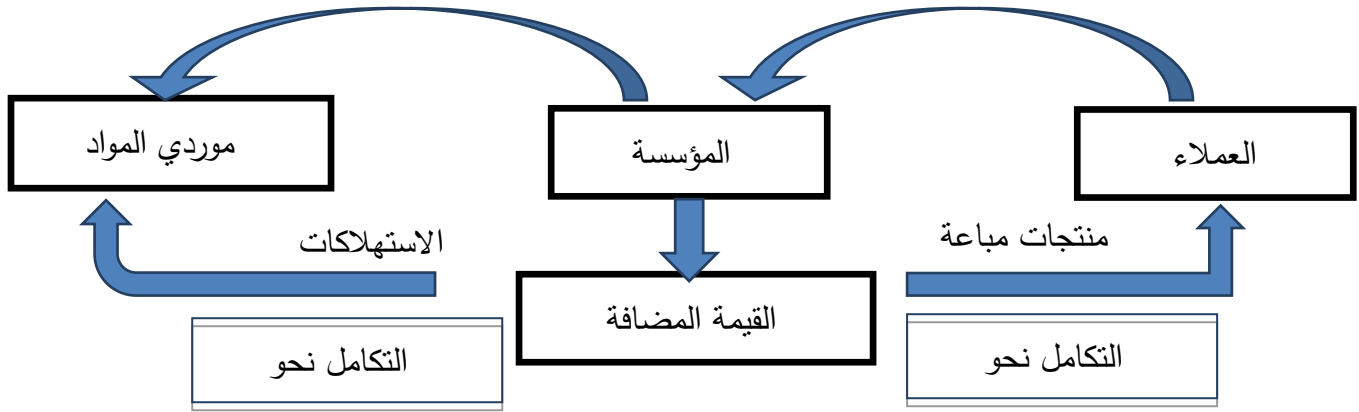 العملاء
المؤسسة
موردي المواد
منتجات مباعة
الاستهلاكات
القيمة المضافة
التكامل نحو
التكامل نحو